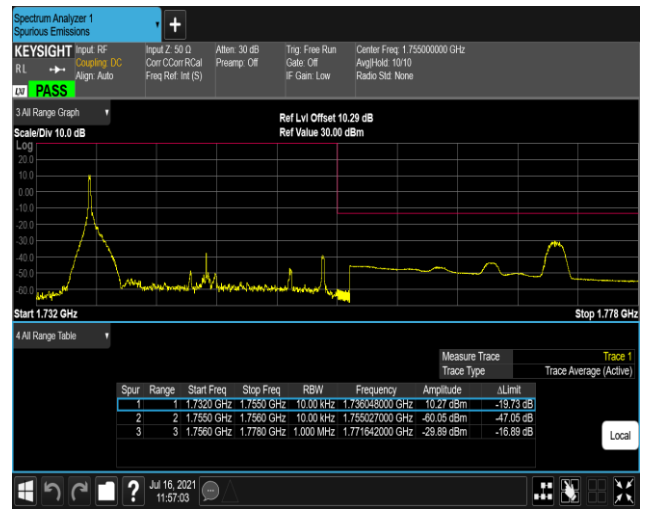 Spectrum Analyzer 1
Spurious Emissions
+
KEYSIGHT Input: RF Input Z: 50 Ω Atten: 30 dB Trig: Free Run Center Freq: 1.755000000 GHz
RL Coupling: DC Corr CCorr RCal Preamp: Off Gate: Off Avg|Hold: 10/10
Align: Auto Freq Ref: Int (S) IF Gain: Low Radio Std: None
LXI PASS
3 All Range Graph
Ref Lvl Offset 10.29 dB
Scale/Div 10.0 dB Ref Value 30.00 dBm
Log
20.0
10.0
0.00
-10.0
-20.0
-30.0
-40.0
-50.0
-60.0
Start 1.732 GHz Stop 1.778 GHz
4 All Range Table
Measure Trace Trace 1
Trace Type Trace Average (Active)
Spur Range Start Freq Stop Freq RBW Frequency Amplitude ΔLimit
1 1 1.7320 GHz 1.7550 GHz 10.00 kHz 1.736048000 GHz 10.27 dBm -19.73 dB
2 2 1.7550 GHz 1.7560 GHz 10.00 kHz 1.755027000 GHz -60.05 dBm -47.05 dB
3 3 1.7560 GHz 1.7780 GHz 1.000 MHz 1.771642000 GHz -29.89 dBm -16.89 dB
Local
? Jul 16, 2021
11:57:03